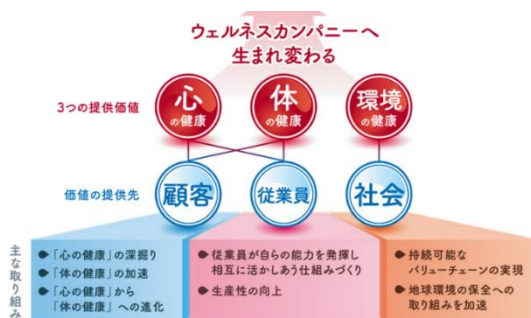 ウェルネスカンパニーへ
生まれ変わる
3つの提供価値
心
の健康
体
の健康
環境
の健康
価値の提供先
顧客
従業員
社会
主な取り組み
●「心の健康」の深掘り
●「体の健康」の加速
●「心の健康」から
「体の健康」への進化
●従業員が自らの能力を発揮し
相互に活かしあう仕組みづくり
●生産性の向上
●持続可能な
バリューチェーンの実現
●地球環境の保全への
取り組みを加速